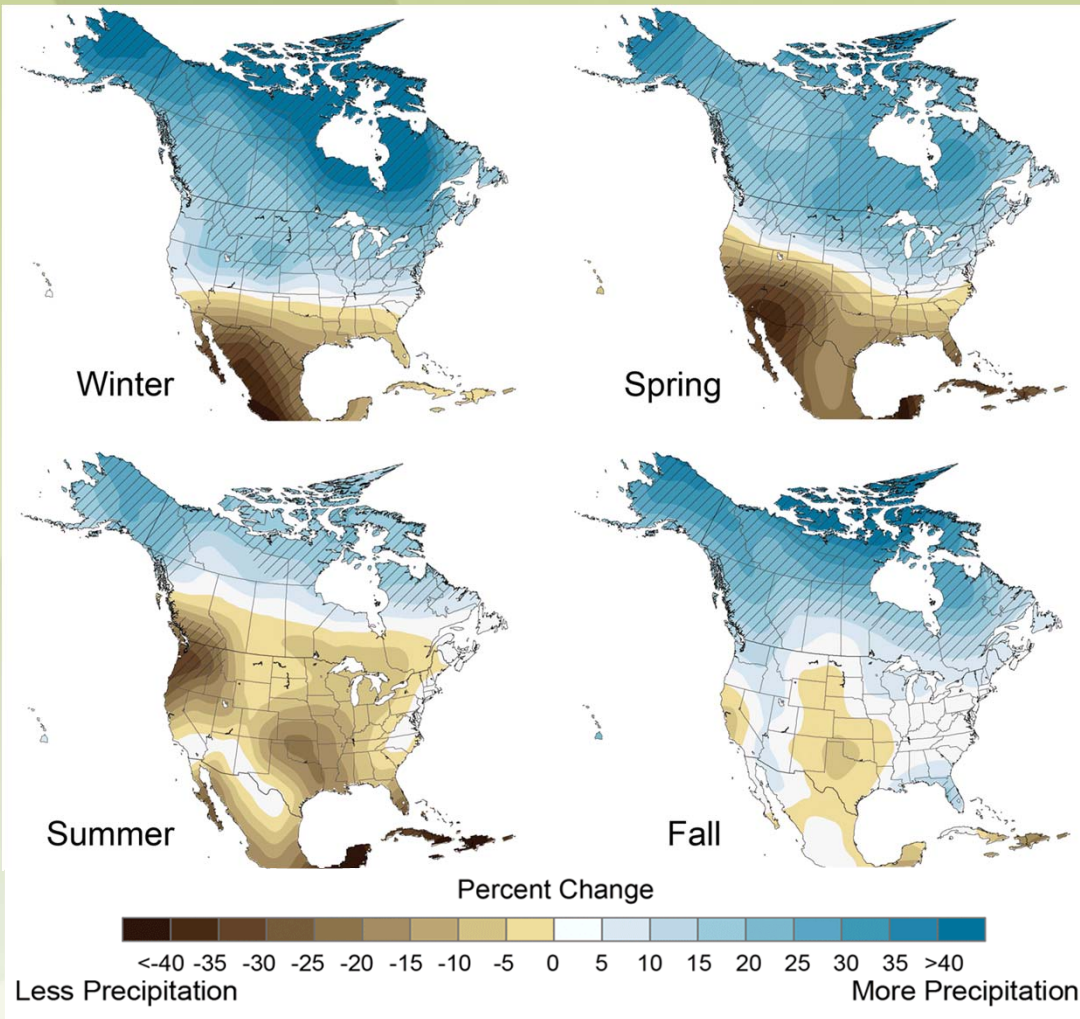 Winter
Spring
Summer
Fall
Percent Change
<-40 -35 -30 -25 -20 -15 -10 -5 0 5 10 15 20 25 30 35 >40
Less Precipitation
More Precipitation